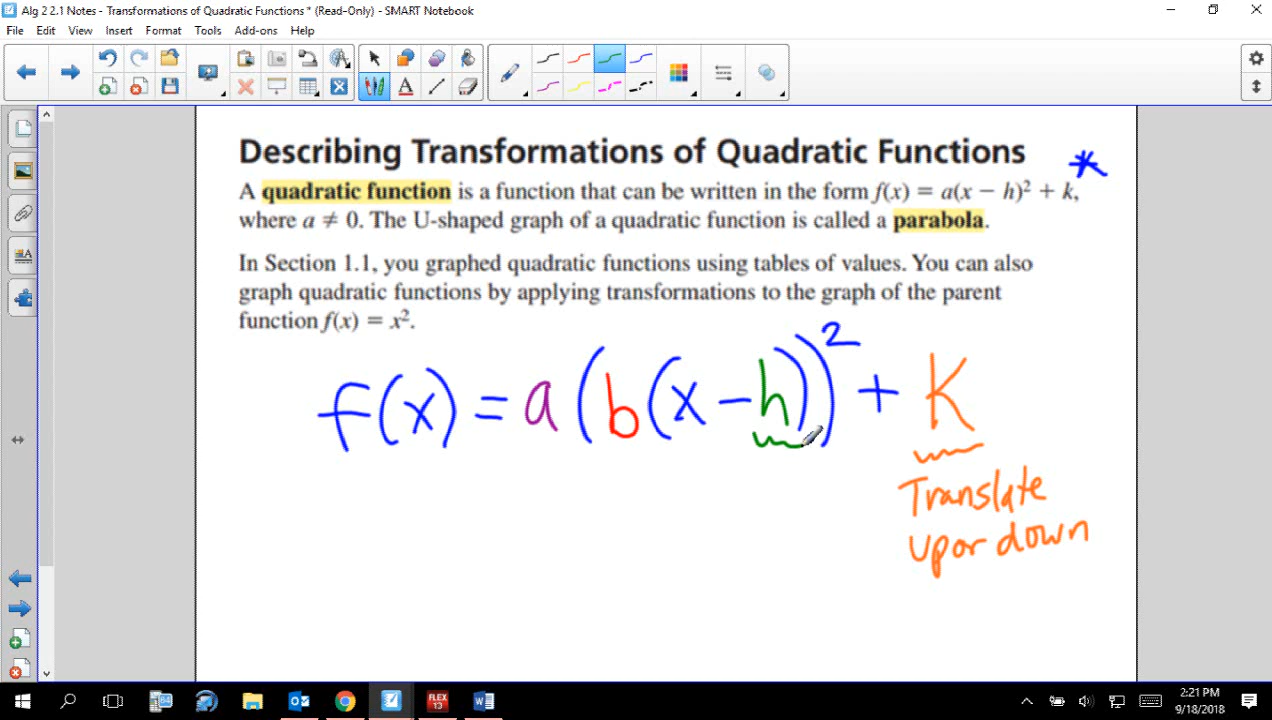 Alg 2 2.1 Notes - Transformations of Quadratic Functions * (Read-Only) - SMART Notebook
File Edit View Insert Format Tools Add-ons Help
Describing Transformations of Quadratic Functions
*
A quadratic function is a function that can be written in the form f(x) = a(x − h)² + k,
where a ≠ 0. The U-shaped graph of a quadratic function is called a parabola.
In Section 1.1, you graphed quadratic functions using tables of values. You can also
graph quadratic functions by applying transformations to the graph of the parent
function f(x) = x².
f(x) = a(b(x − h))² + K
Translate
up or down
FLEX
13
2:21 PM
9/18/2018